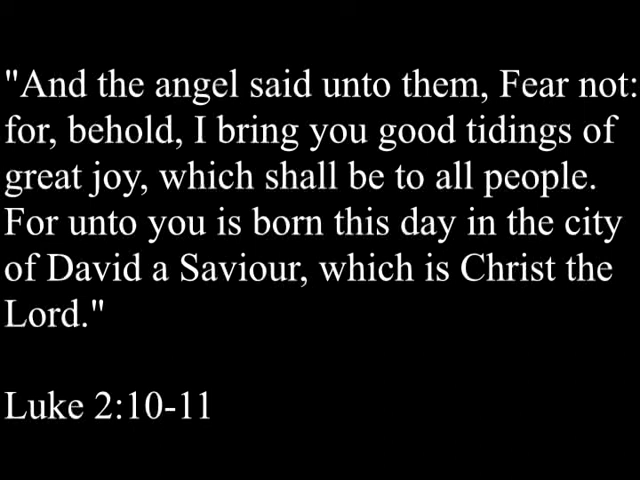 "And the angel said unto them, Fear not:
for, behold, I bring you good tidings of
great joy, which shall be to all people.
For unto you is born this day in the city
of David a Saviour, which is Christ the
Lord."
Luke 2:10-11